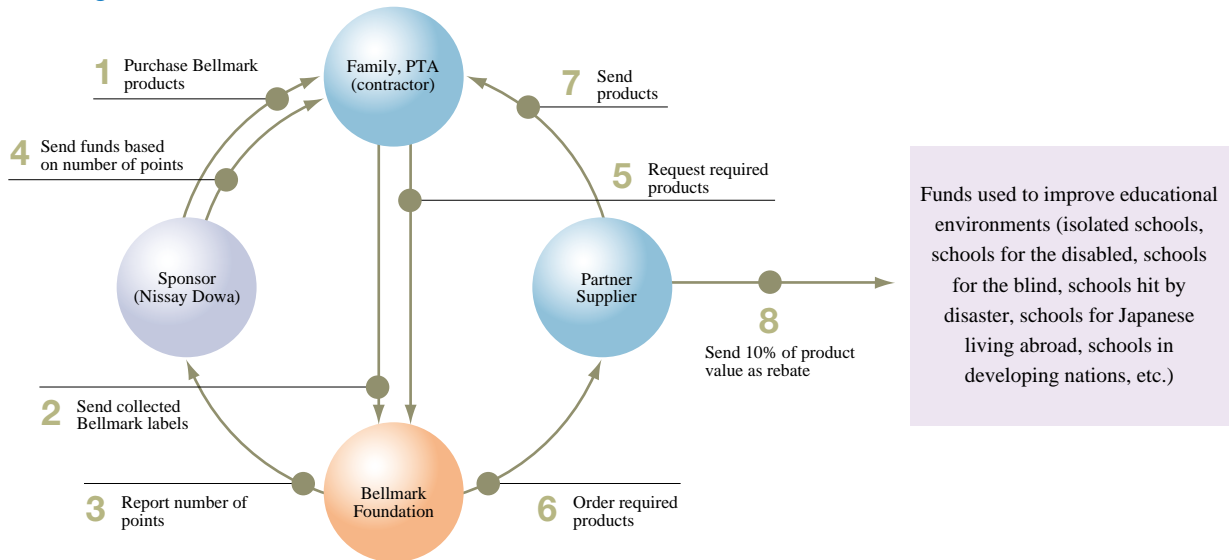 1 Purchase Bellmark
products
Family, PTA
(contractor)
7 Send
products
4 Send funds based
on number of points
5 Request required
products
Sponsor
(Nissay Dowa)
Partner
Supplier
8
Send 10% of product
value as rebate
Funds used to improve educational
environments (isolated schools,
schools for the disabled, schools
for the blind, schools hit by
disaster, schools for Japanese
living abroad, schools in
developing nations, etc.)
2 Send collected
Bellmark labels
3 Report number of
points
Bellmark
Foundation
6 Order required
products